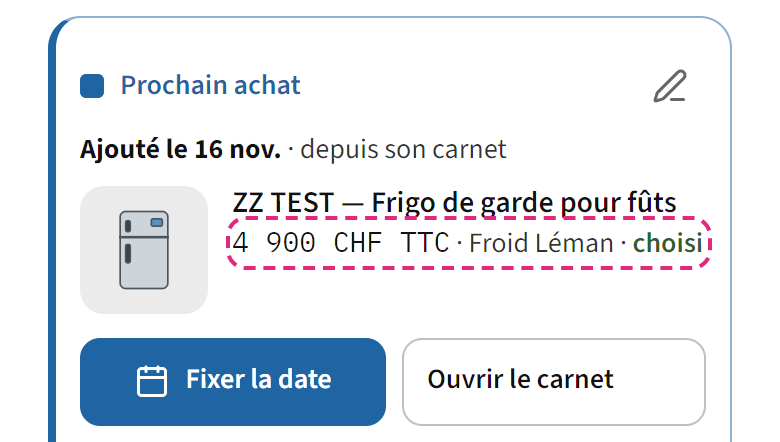 Prochain achat
Ajouté le 16 nov. · depuis son carnet
ZZ TEST — Frigo de garde pour fûts
4 900 CHF TTC · Froid Léman · choisi
Fixer la date
Ouvrir le carnet